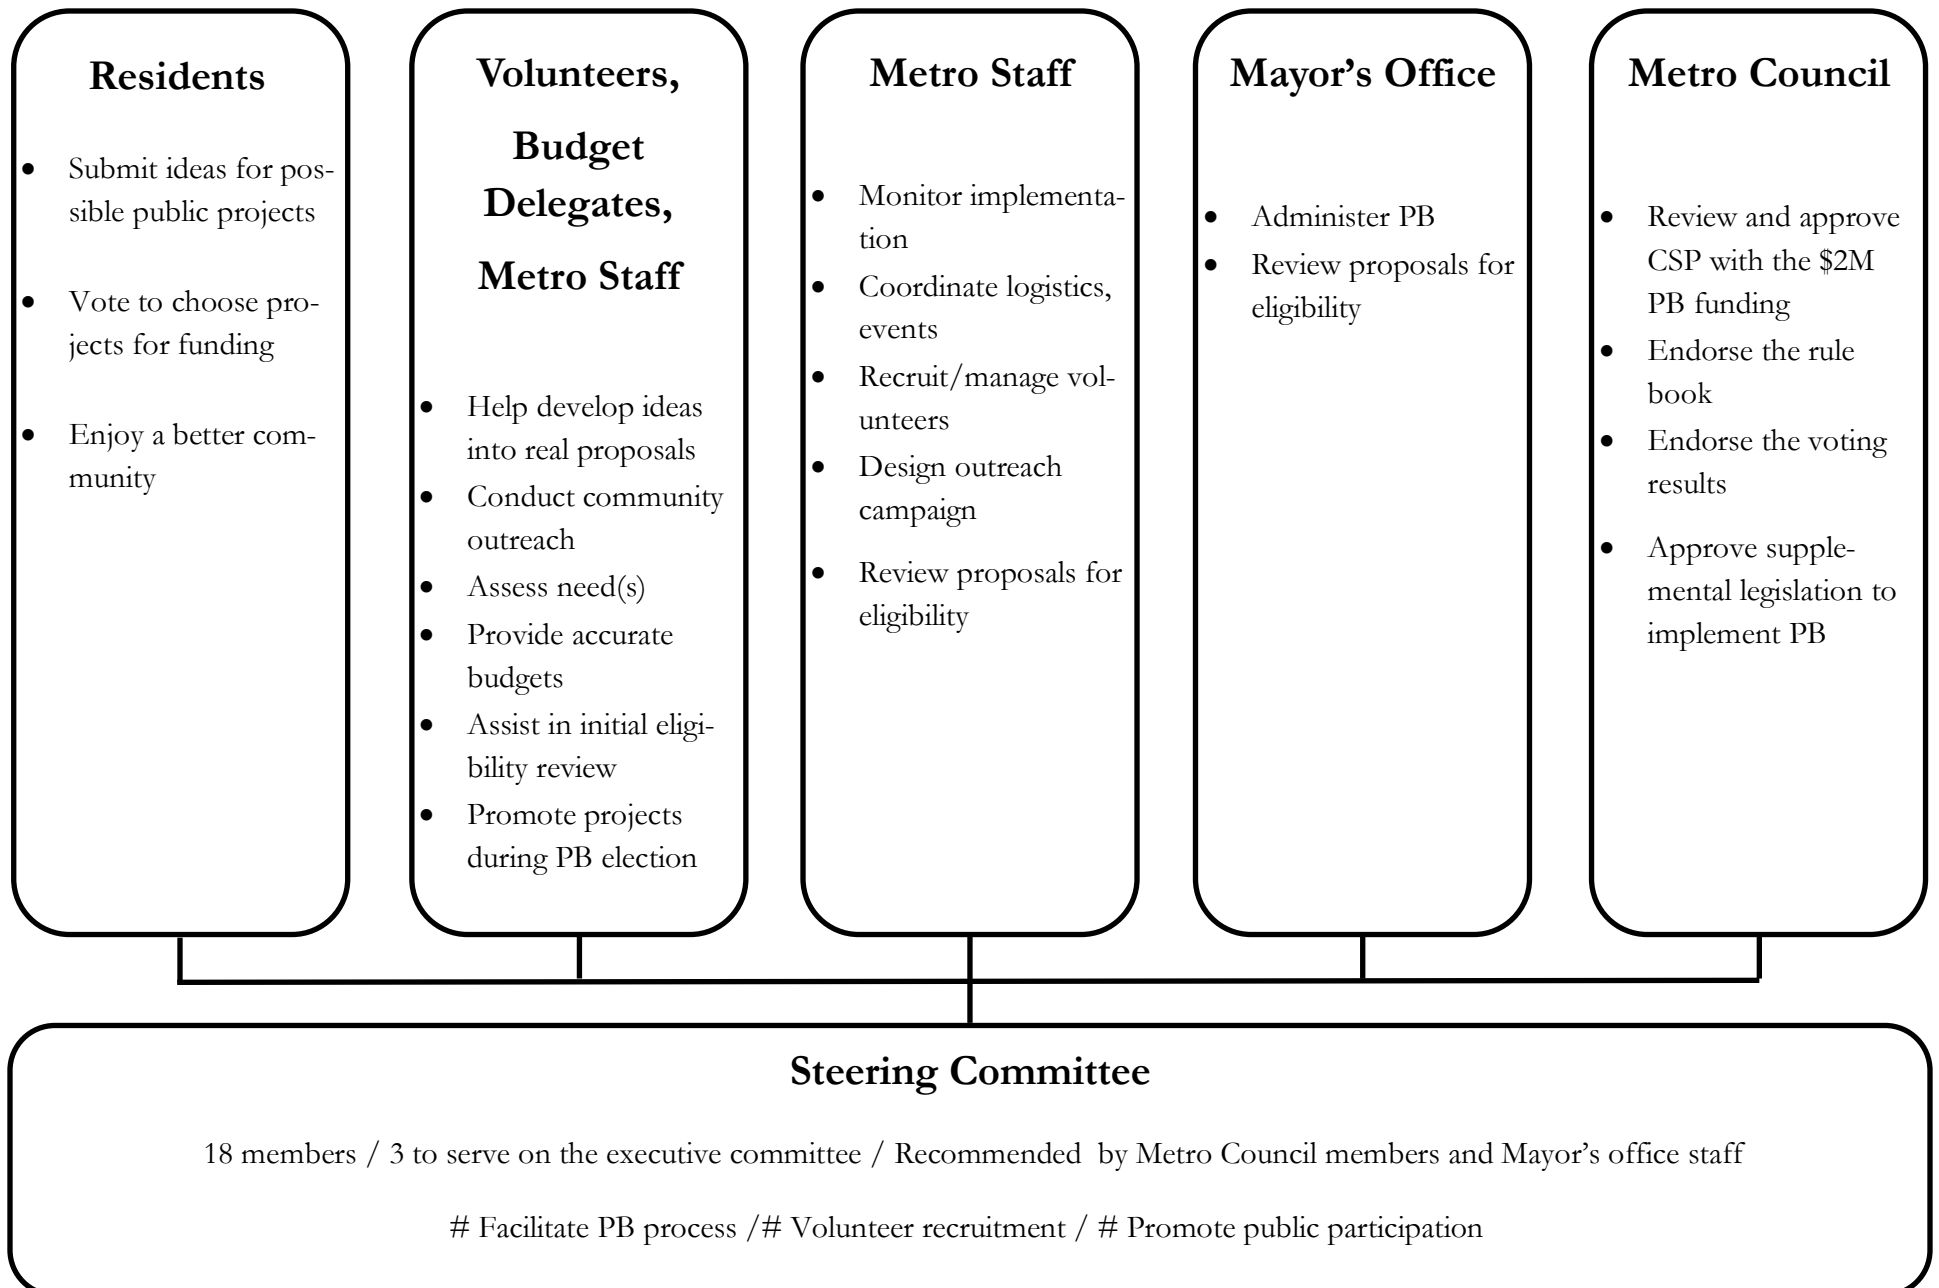 Residents
• Submit ideas for pos-
sible public projects
• Vote to choose pro-
jects for funding
• Enjoy a better com-
munity
Volunteers,
Budget
Delegates,
Metro Staff
• Help develop ideas
into real proposals
• Conduct community
outreach
• Assess need(s)
• Provide accurate
budgets
• Assist in initial eligi-
bility review
• Promote projects
during PB election
Metro Staff
• Monitor implementa-
tion
• Coordinate logistics,
events
• Recruit/manage vol-
unteers
• Design outreach
campaign
• Review proposals for
eligibility
Mayor’s Office
• Administer PB
• Review proposals for
eligibility
Metro Council
• Review and approve
CSP with the $2M
PB funding
• Endorse the rule
book
• Endorse the voting
results
• Approve supple-
mental legislation to
implement PB
Steering Committee
18 members / 3 to serve on the executive committee / Recommended  by Metro Council members and Mayor’s office staff
# Facilitate PB process /# Volunteer recruitment / # Promote public participation